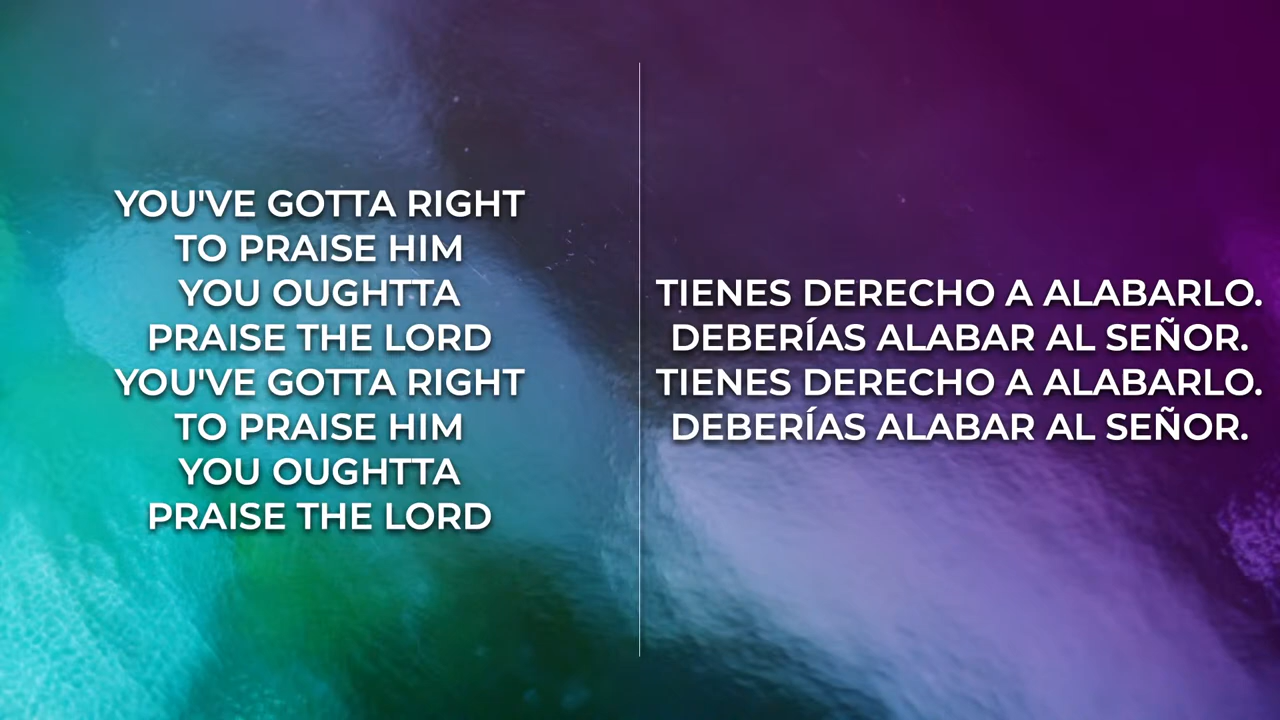 YOU'VE GOTTA RIGHT
TO PRAISE HIM
YOU OUGHTTA
PRAISE THE LORD
YOU'VE GOTTA RIGHT
TO PRAISE HIM
YOU OUGHTTA
PRAISE THE LORD
TIENES DERECHO A ALABARLO.
DEBERÍAS ALABAR AL SEÑOR.
TIENES DERECHO A ALABARLO.
DEBERÍAS ALABAR AL SEÑOR.